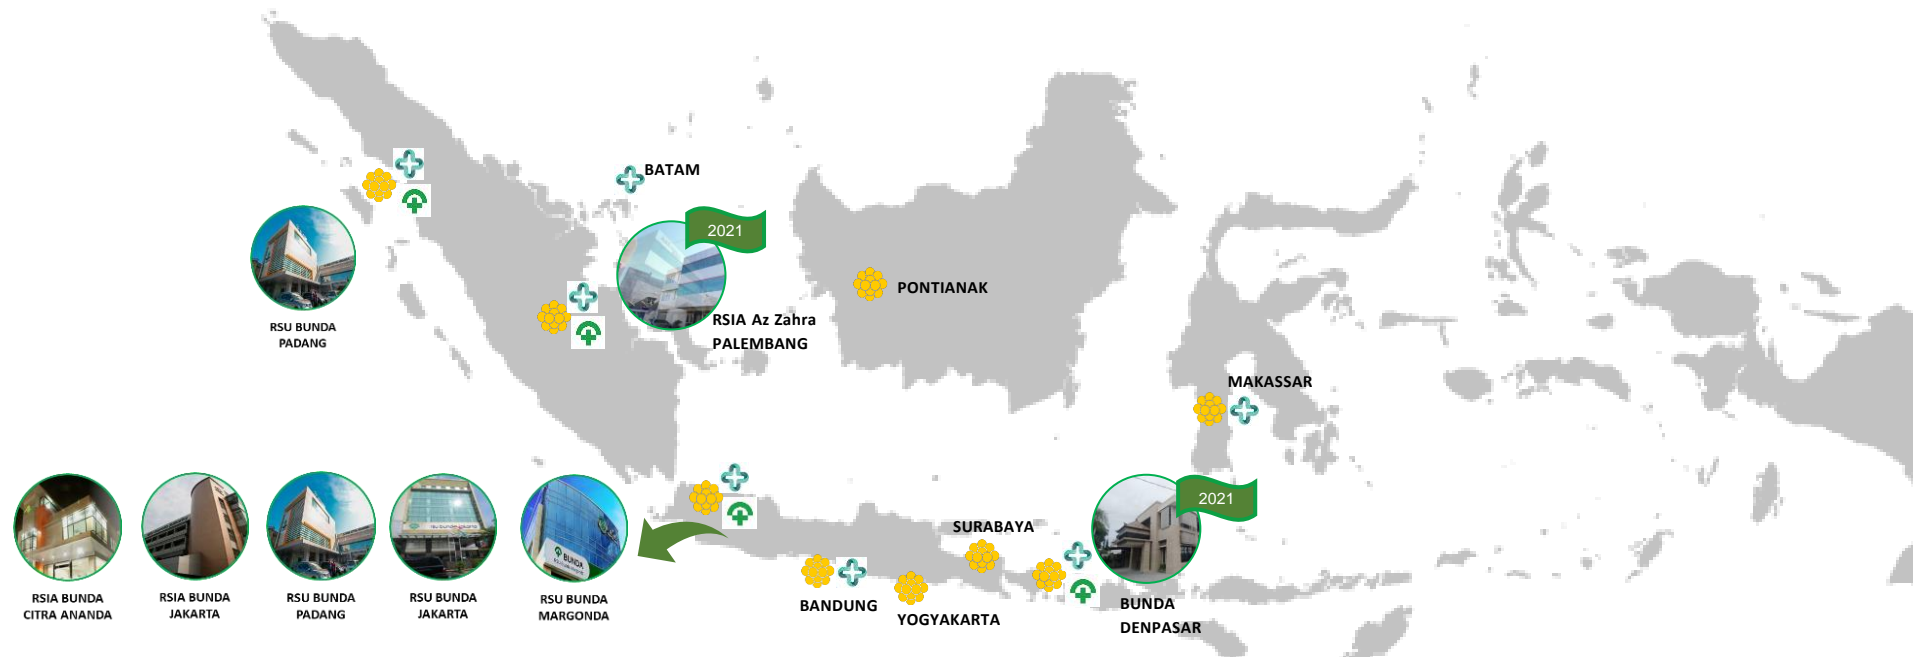 BATAM
2021
RSIA Az Zahra
PALEMBANG
RSU BUNDA
PADANG
PONTIANAK
MAKASSAR
2021
BUNDA
DENPASAR
SURABAYA
BANDUNG
YOGYAKARTA
RSIA BUNDA
CITRA ANANDA
RSIA BUNDA
JAKARTA
RSU BUNDA
PADANG
RSU BUNDA
JAKARTA
BUNDA
RSU BUNDA
MARGONDA